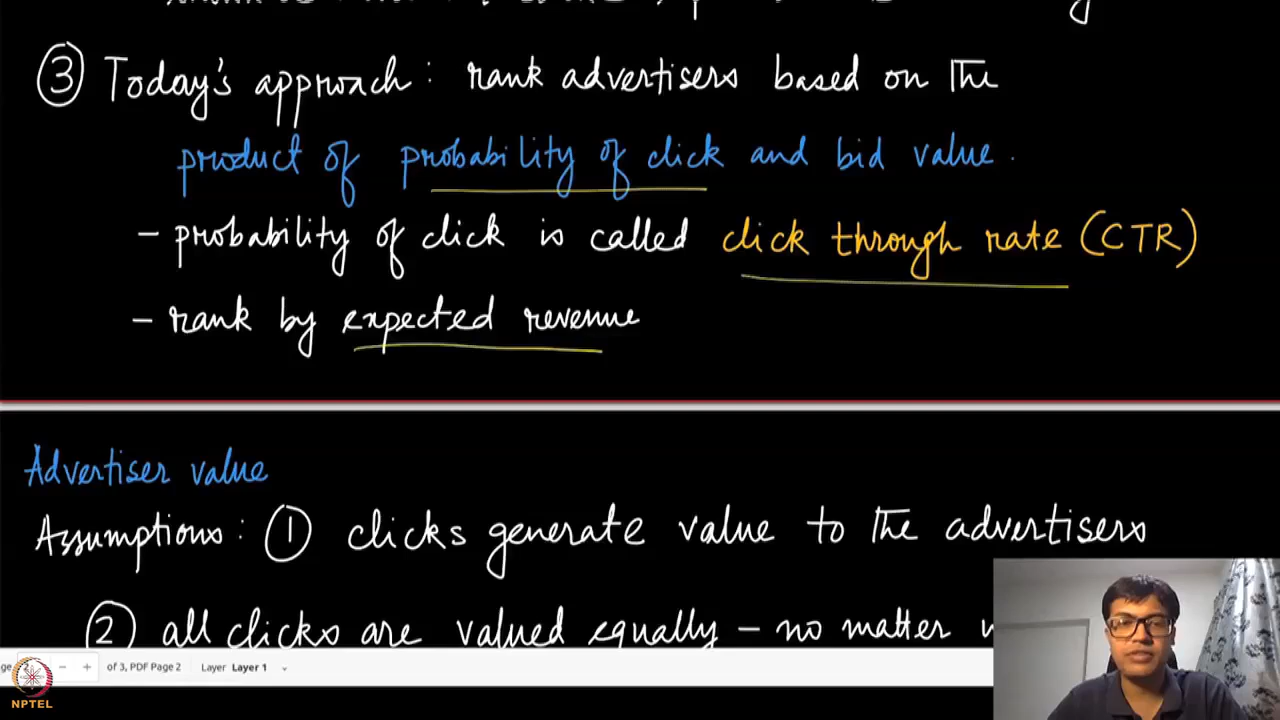 ③ Today's approach : rank advertisers based on the
product of probability of click and bid value.
- probability of click is called click through rate (CTR)
- rank by expected revenue
Advertiser value
Assumptions : ① clicks generate value to the advertisers
② all clicks are valued equally - no matter
of 3, PDF Page 2 Layer Layer 1
NPTEL